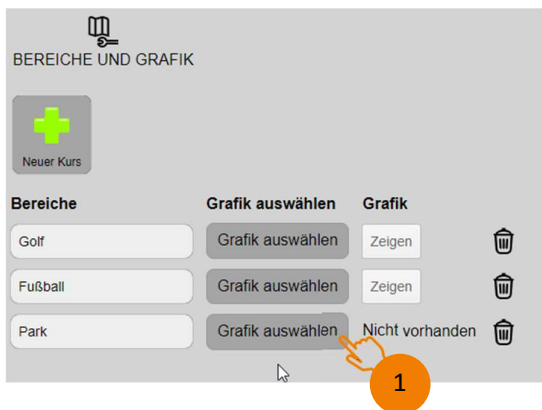 BEREICHE UND GRAFIK
Neuer Kurs
Bereiche Grafik auswählen Grafik
Golf Grafik auswählen Zeigen
Fußball Grafik auswählen Zeigen
Park Grafik auswählen Nicht vorhanden
1